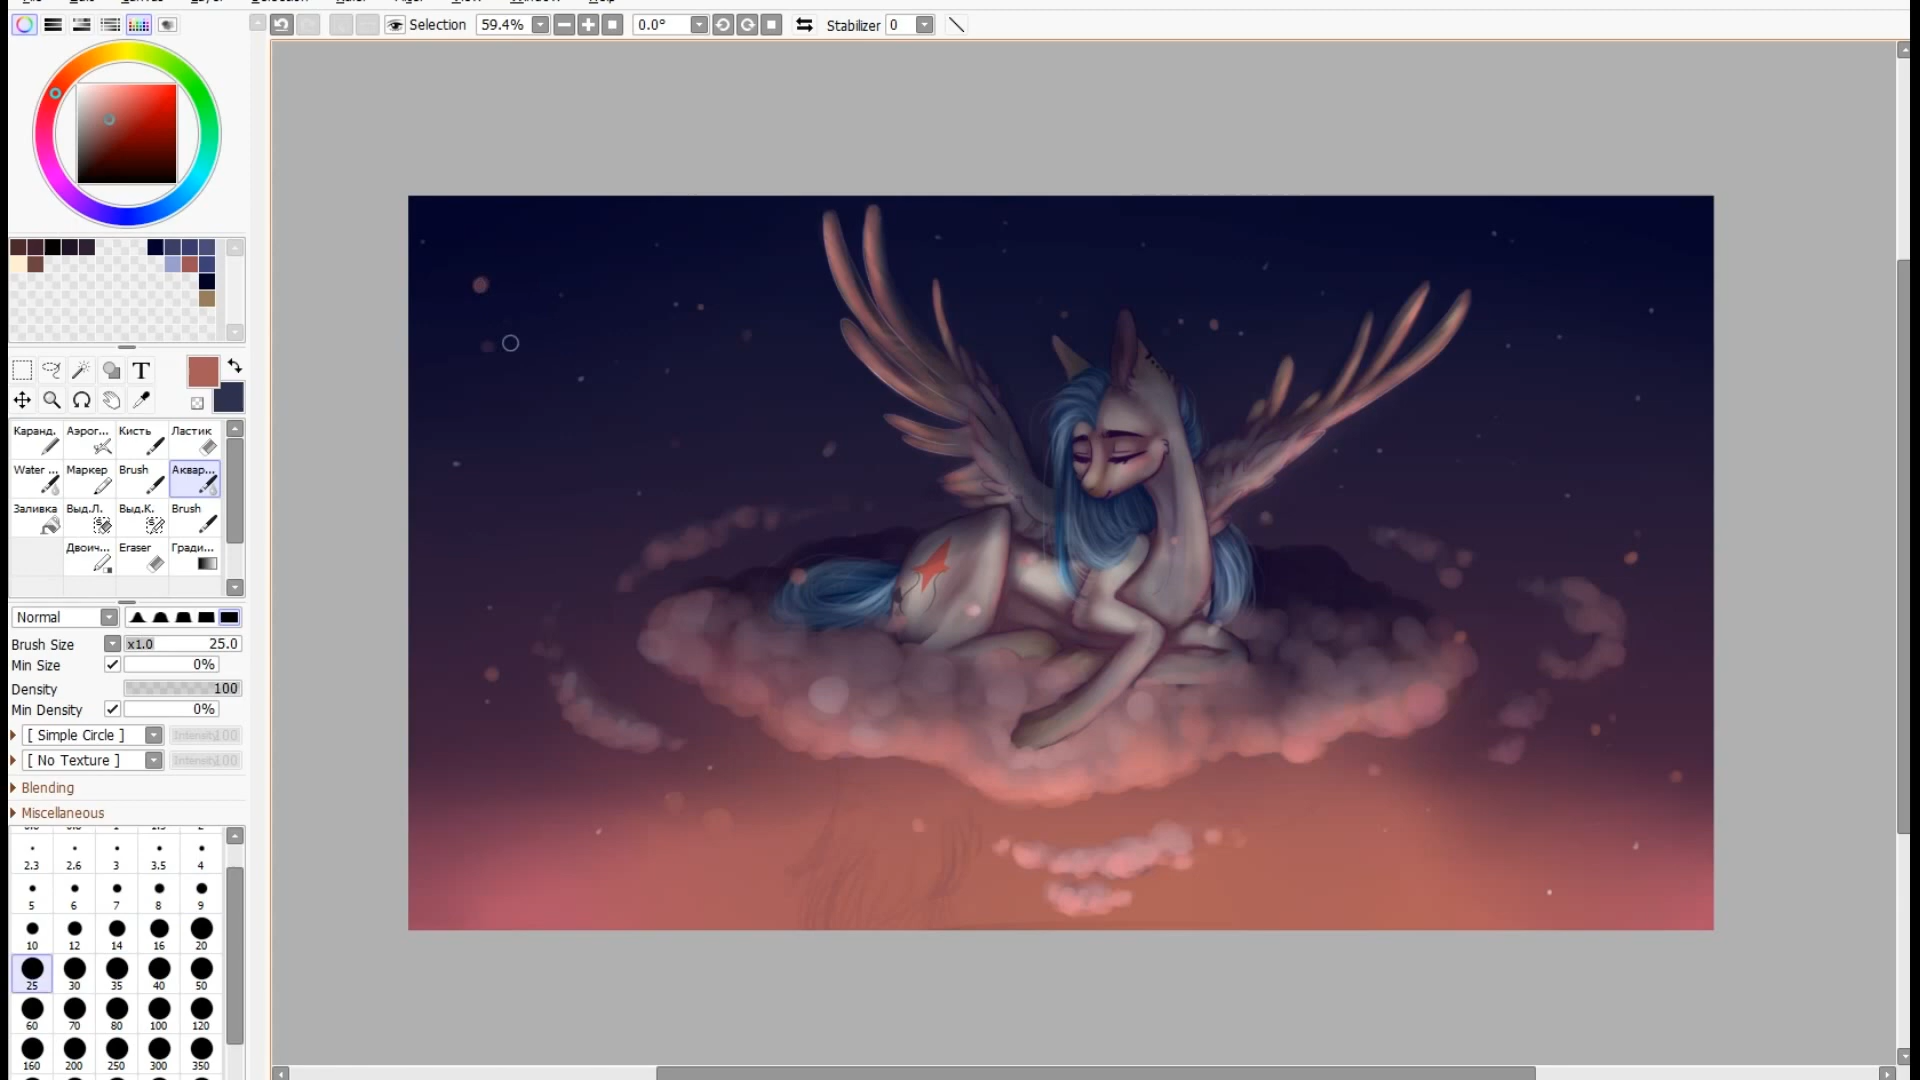 Selection 59.4% 0.0° Stabilizer 0
T
Каранд. Аэрог... Кисть Ластик
Water ... Маркер Brush Аквар...
Заливка Выд.Л. Выд.К. Brush
Двоич... Eraser Гради...
Normal
Brush Size x1.0 25.0
Min Size 0%
Density 100
Min Density 0%
[ Simple Circle ] Intensity 100
[ No Texture ] Intensity 100
Blending
Miscellaneous
2.3 2.6 3 3.5 4
5 6 7 8 9
10 12 14 16 20
25 30 35 40 50
60 70 80 100 120
160 200 250 300 350